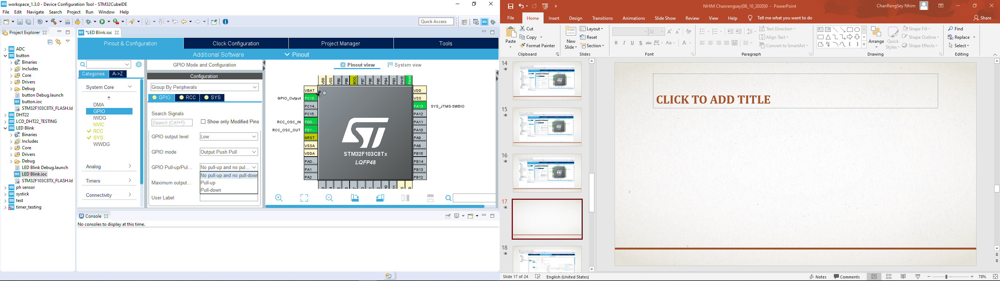 workspace_1.3.0 - Device Configuration Tool - STM32CubeIDE
File Edit Navigate Search Project Run Window Help
Quick Access
Project Explorer
ADC
button
Binaries
Includes
Core
Drivers
Debug
button Debug.launch
button.ioc
STM32F103C8TX_FLASH.ld
DHT22
LCD_DHT22_TESTING
LED Blink
Binaries
Includes
Core
Drivers
Debug
LED Blink Debug.launch
LED Blink.ioc
STM32F103C8TX_FLASH.ld
ph sensor
systick
test
timer_testing
*LED Blink.ioc
Pinout & Configuration
Clock Configuration
Project Manager
Tools
Additional Software
Pinout
Categories
A->Z
System Core
DMA
GPIO
IWDG
NVIC
RCC
SYS
WWDG
Analog
Timers
Connectivity
GPIO Mode and Configuration
Configuration
Group By Peripherals
GPIO
RCC
SYS
Search Signals
Search (Crtl+F)
Show only Modified Pins
GPIO output level
Low
GPIO mode
Output Push Pull
GPIO Pull-up/Pul...
No pull-up and no pul...
No pull-up and no pull-down
Pull-up
Pull-down
Maximum output...
User Label
Pinout view
System view
VDD
VSS
PB9
PB8
BOO.
PB7
PB6
PB5
PB4
PB3
PA15
PA14
VBAT
GPIO_Output
PC13..
PC14..
PC15..
RCC_OSC_IN
PD0-..
RCC_OSC_OUT
PD1-..
NRST
VSSA
VDDA
PA0-..
PA1
PA2
VDD
VSS
PA13
SYS_JTMS-SWDIO
PA12
PA11
PA10
PA9
PA8
PB15
PB14
PB13
PB12
STM32F103C8Tx
LQFP48
Console
No consoles to display at this time.
NHIM Chanrengsey(08_10_2020)0 - PowerPoint
ChanRengSey Nhim
File Home Insert Design Transitions Animations Slide Show Review View Help Tell me what you want to do
Share
Paste
Cut
Copy
Format Painter
Clipboard
New
Slide
Layout
Reset
Section
Slides
32
B I U S abc AV Aa A
Font
Text Direction
Align Text
Convert to SmartArt
Paragraph
Arrange
Quick
Styles
Shape Fill
Shape Outline
Shape Effects
Drawing
Find
Replace
Select
Editing
14
15
16
17
18
CLICK TO ADD TITLE
Slide 17 of 24
English (United States)
Notes
Comments
78%